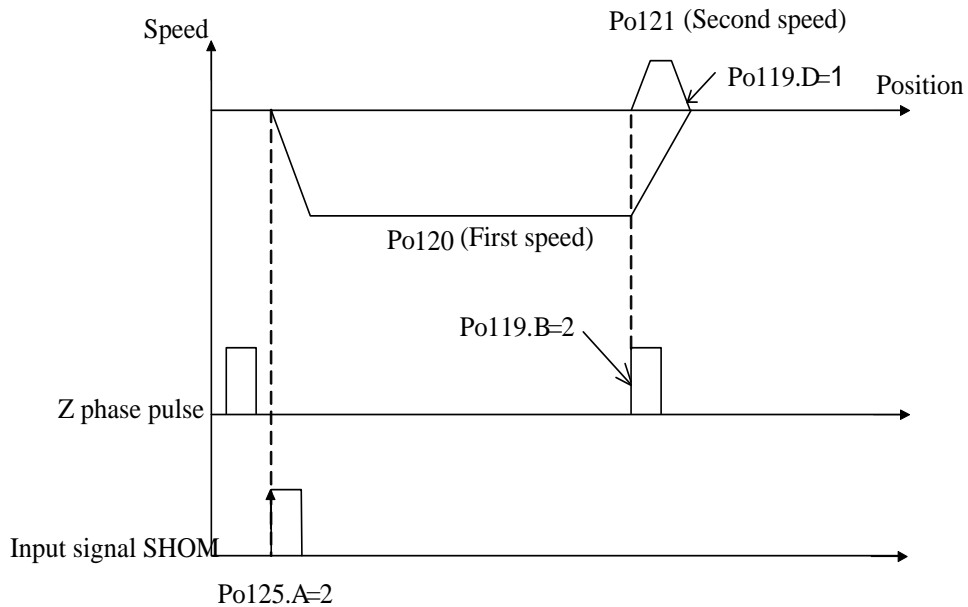 Po121 (Second speed)
Speed
Po119.D=1
Position
Po120 (First speed)
Po119.B=2
Z phase pulse
Input signal SHOM
Po125.A=2